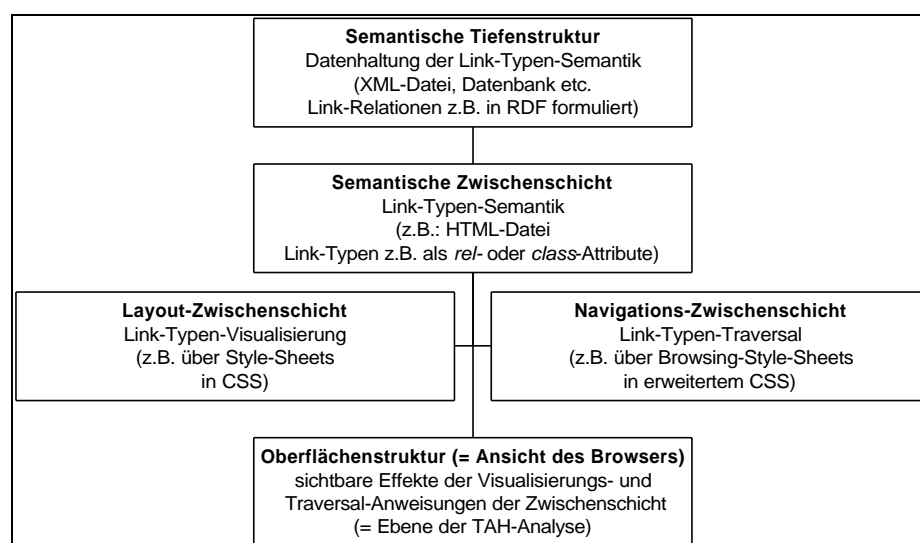 Semantische Tiefenstruktur
Datenhaltung der Link-Typen-Semantik
(XML-Datei, Datenbank etc.
Link-Relationen z.B. in RDF formuliert)
Semantische Zwischenschicht
Link-Typen-Semantik
(z.B.: HTML-Datei
Link-Typen z.B. als rel- oder class-Attribute)
Layout-Zwischenschicht
Link-Typen-Visualisierung
(z.B. über Style-Sheets
in CSS)
Navigations-Zwischenschicht
Link-Typen-Traversal
(z.B. über Browsing-Style-Sheets
in erweitertem CSS)
Oberflächenstruktur (= Ansicht des Browsers)
sichtbare Effekte der Visualisierungs- und
Traversal-Anweisungen der Zwischenschicht
(= Ebene der TAH-Analyse)